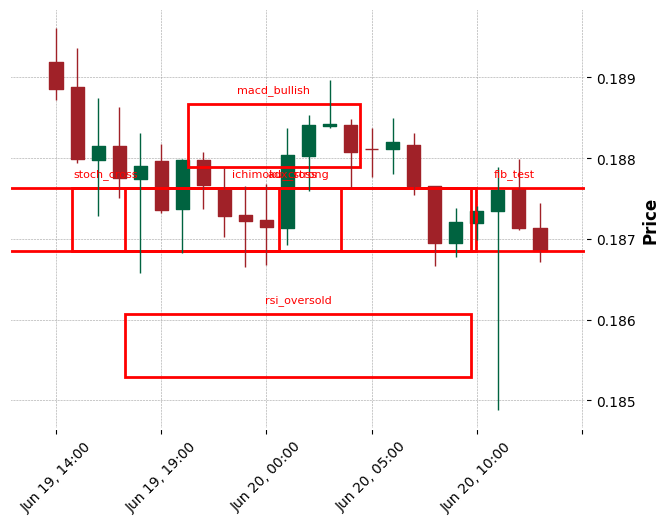 macd_bullish
stoch_cross
fib_test
rsi_oversold
0.189
0.188
0.187
0.186
0.185
Price
Jun 19, 14:00
Jun 19, 19:00
Jun 20, 00:00
Jun 20, 05:00
Jun 20, 10:00